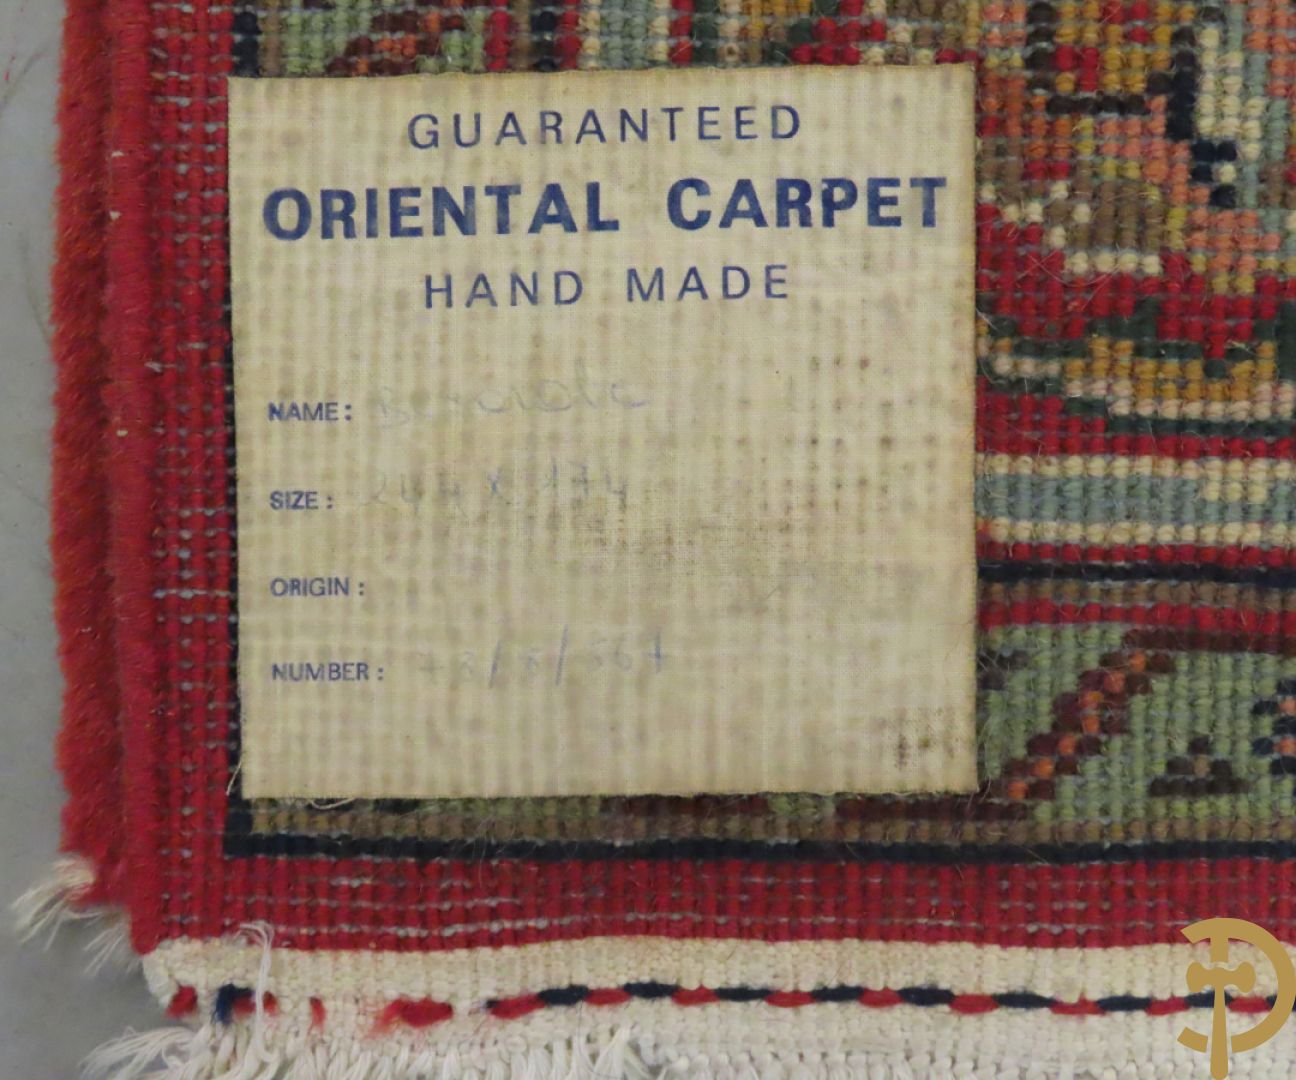 GUARANTEED
ORIENTAL CARPET
HAND MADE
NAME:
SIZE:
ORIGIN:
NUMBER: